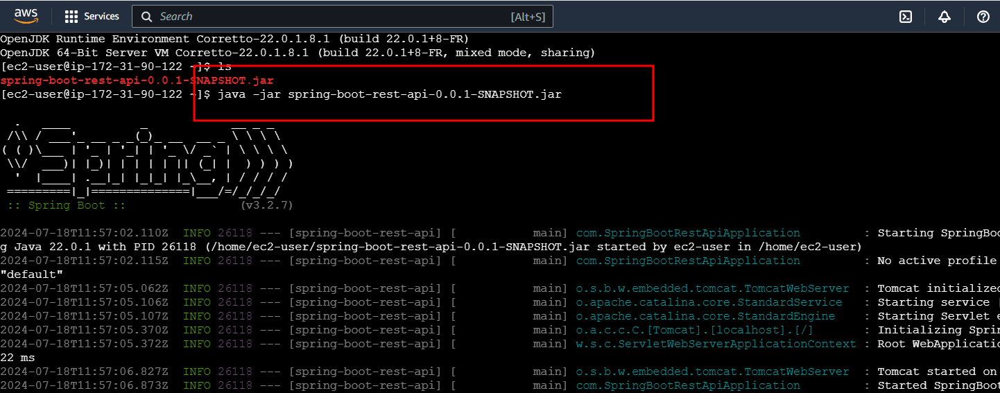 aws Services Search [Alt+S]
OpenJDK Runtime Environment Corretto-22.0.1.8.1 (build 22.0.1+8-FR)
OpenJDK 64-Bit Server VM Corretto-22.0.1.8.1 (build 22.0.1+8-FR, mixed mode, sharing)
[ec2-user@ip-172-31-90-122 ~]$ ls
spring-boot-rest-api-0.0.1-SNAPSHOT.jar
[ec2-user@ip-172-31-90-122 ~]$ java -jar spring-boot-rest-api-0.0.1-SNAPSHOT.jar
Spring
:: Spring Boot :: (v3.2.7)
2024-07-18T11:57:02.110Z INFO 26118 --- [spring-boot-rest-api] [ main] com.SpringBootRestApiApplication : Starting SpringBoo
g Java 22.0.1 with PID 26118 (/home/ec2-user/spring-boot-rest-api-0.0.1-SNAPSHOT.jar started by ec2-user in /home/ec2-user)
2024-07-18T11:57:02.115Z INFO 26118 --- [spring-boot-rest-api] [ main] com.SpringBootRestApiApplication : No active profile
"default"
2024-07-18T11:57:05.062Z INFO 26118 --- [spring-boot-rest-api] [ main] o.s.b.w.embedded.tomcat.TomcatWebServer : Tomcat initialized
2024-07-18T11:57:05.106Z INFO 26118 --- [spring-boot-rest-api] [ main] o.apache.catalina.core.StandardService : Starting service [
2024-07-18T11:57:05.107Z INFO 26118 --- [spring-boot-rest-api] [ main] o.apache.catalina.core.StandardEngine : Starting Servlet e
2024-07-18T11:57:05.370Z INFO 26118 --- [spring-boot-rest-api] [ main] o.a.c.c.C.[Tomcat].[localhost].[/] : Initializing Spri
2024-07-18T11:57:05.372Z INFO 26118 --- [spring-boot-rest-api] [ main] w.s.c.ServletWebServerApplicationContext : Root WebApplicatio
22 ms
2024-07-18T11:57:06.827Z INFO 26118 --- [spring-boot-rest-api] [ main] o.s.b.w.embedded.tomcat.TomcatWebServer : Tomcat started on
2024-07-18T11:57:06.873Z INFO 26118 --- [spring-boot-rest-api] [ main] com.SpringBootRestApiApplication : Started SpringBoot